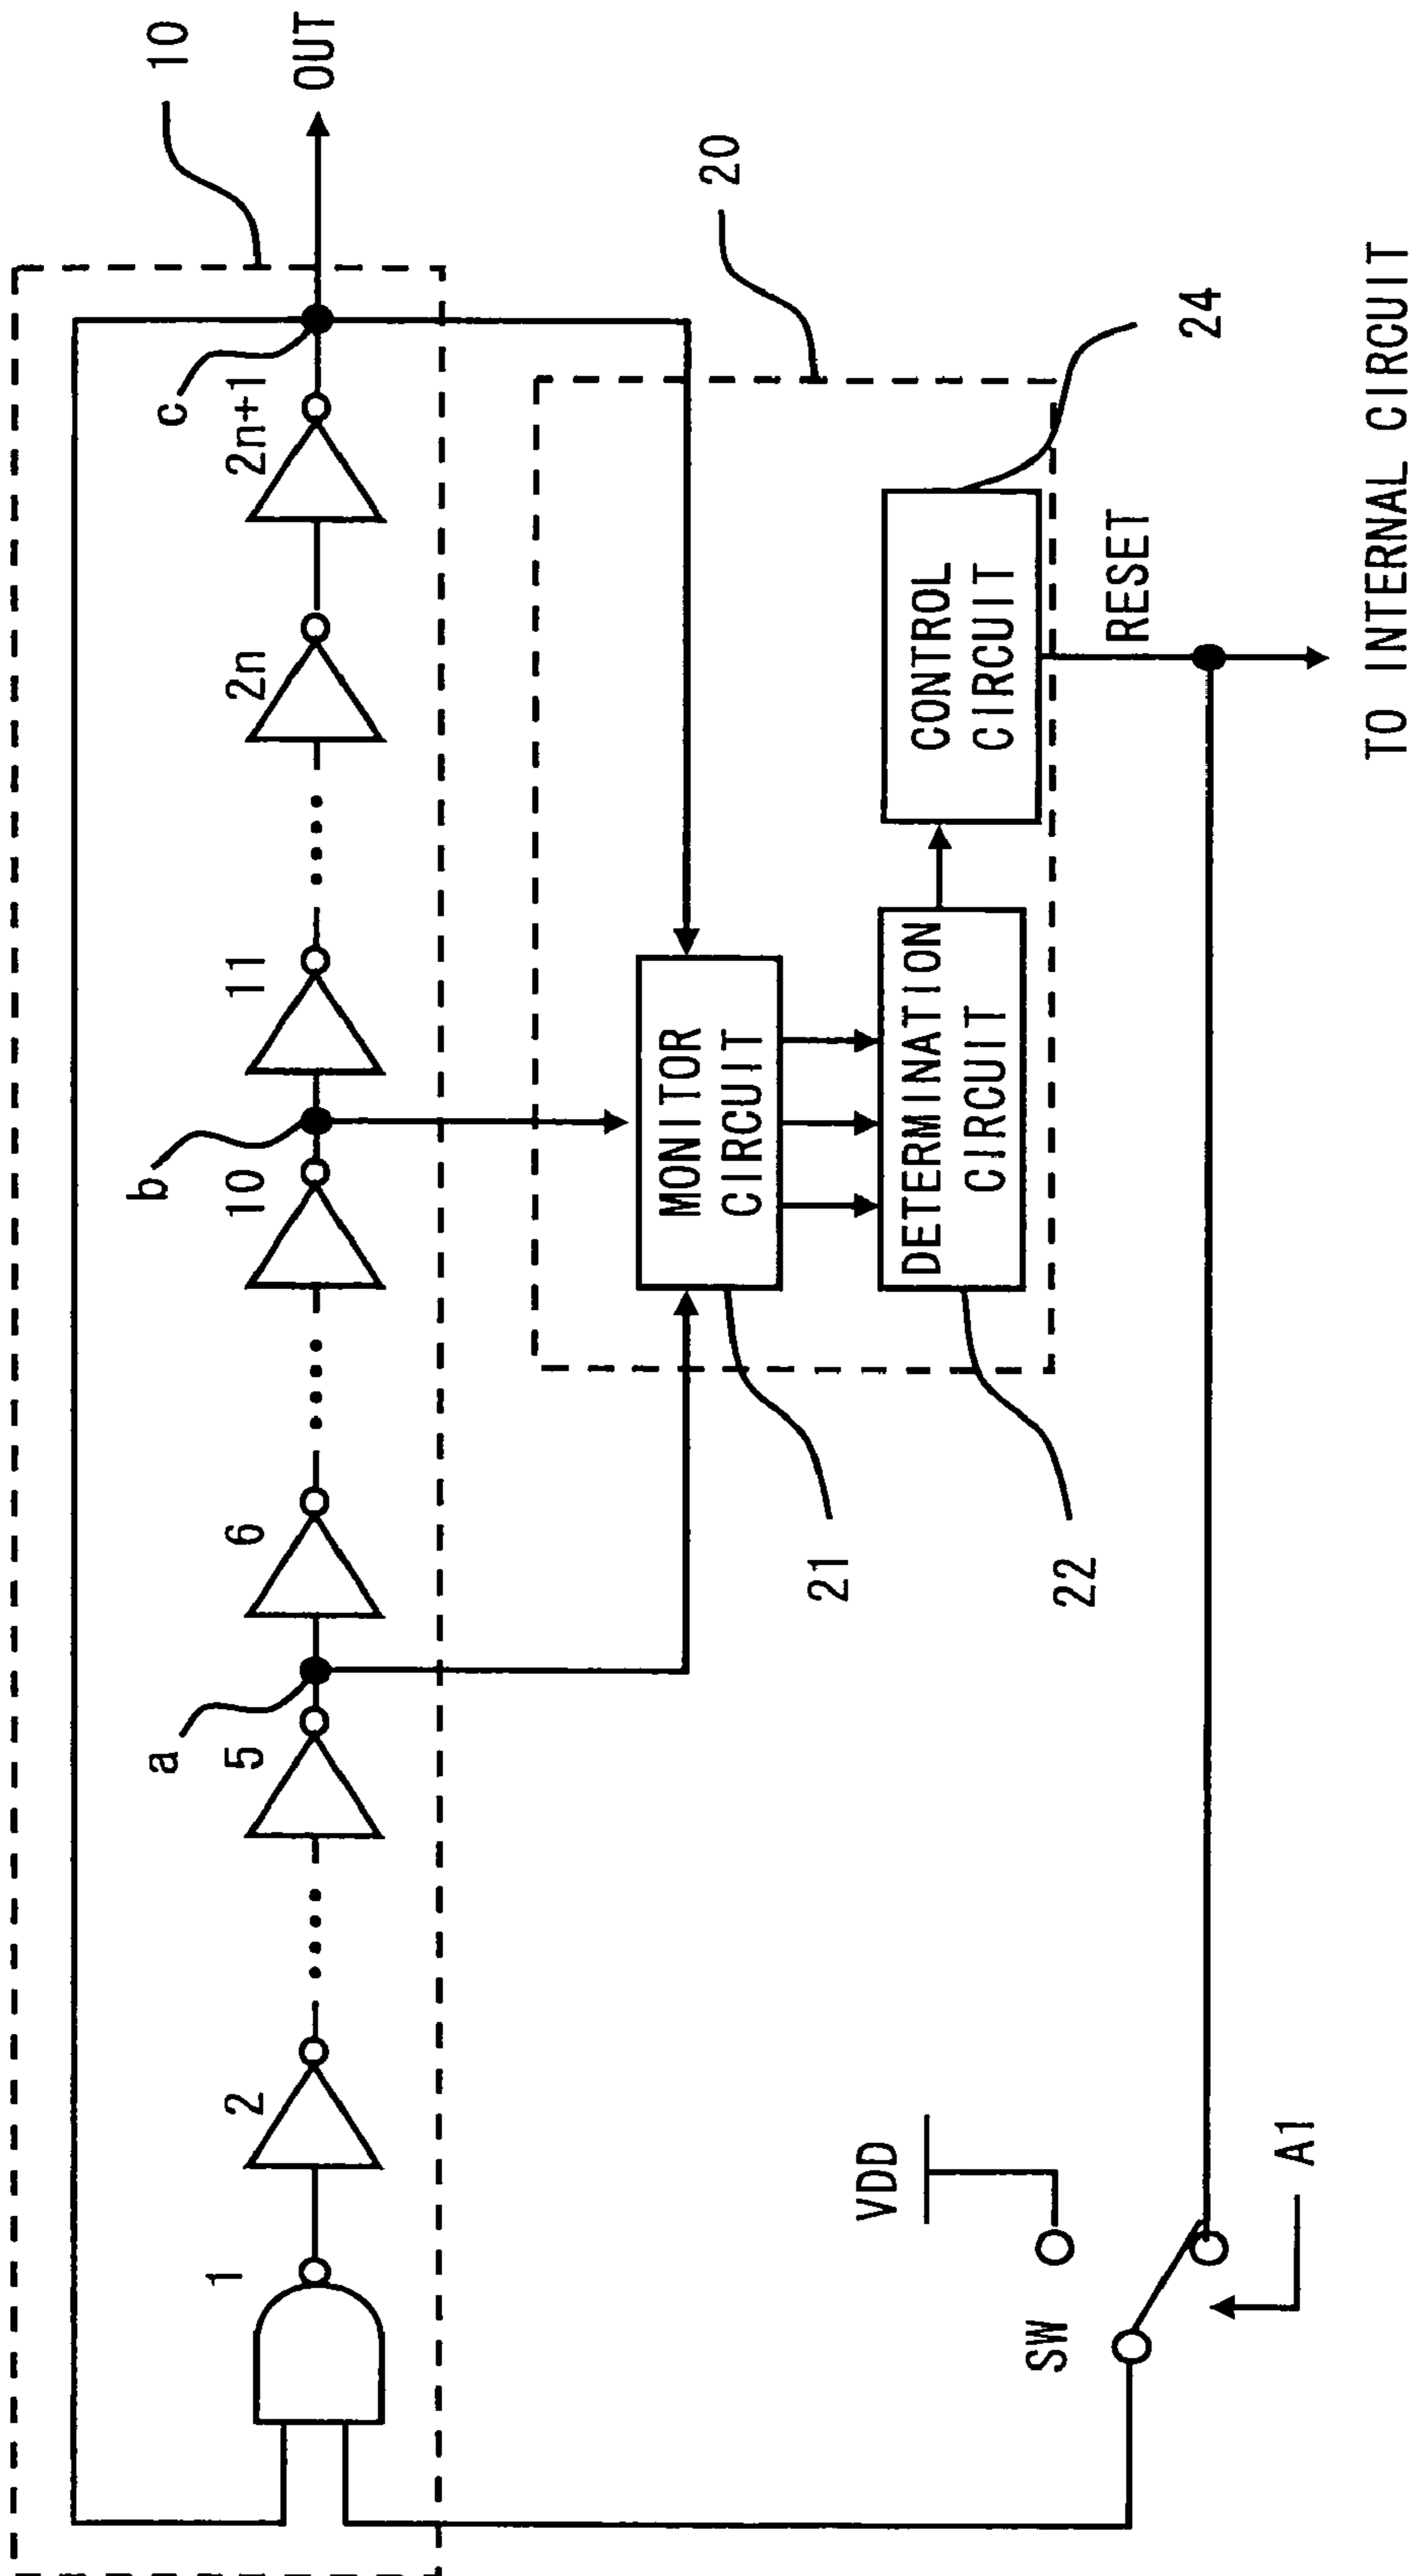 10
OUT
1
2
5
6
10
11
2n
2n+1
a
b
c
20
MONITOR
CIRCUIT
DETERMINATION
CIRCUIT
CONTROL
CIRCUIT
21
22
24
VDD
SW
A1
RESET
TO INTERNAL CIRCUIT